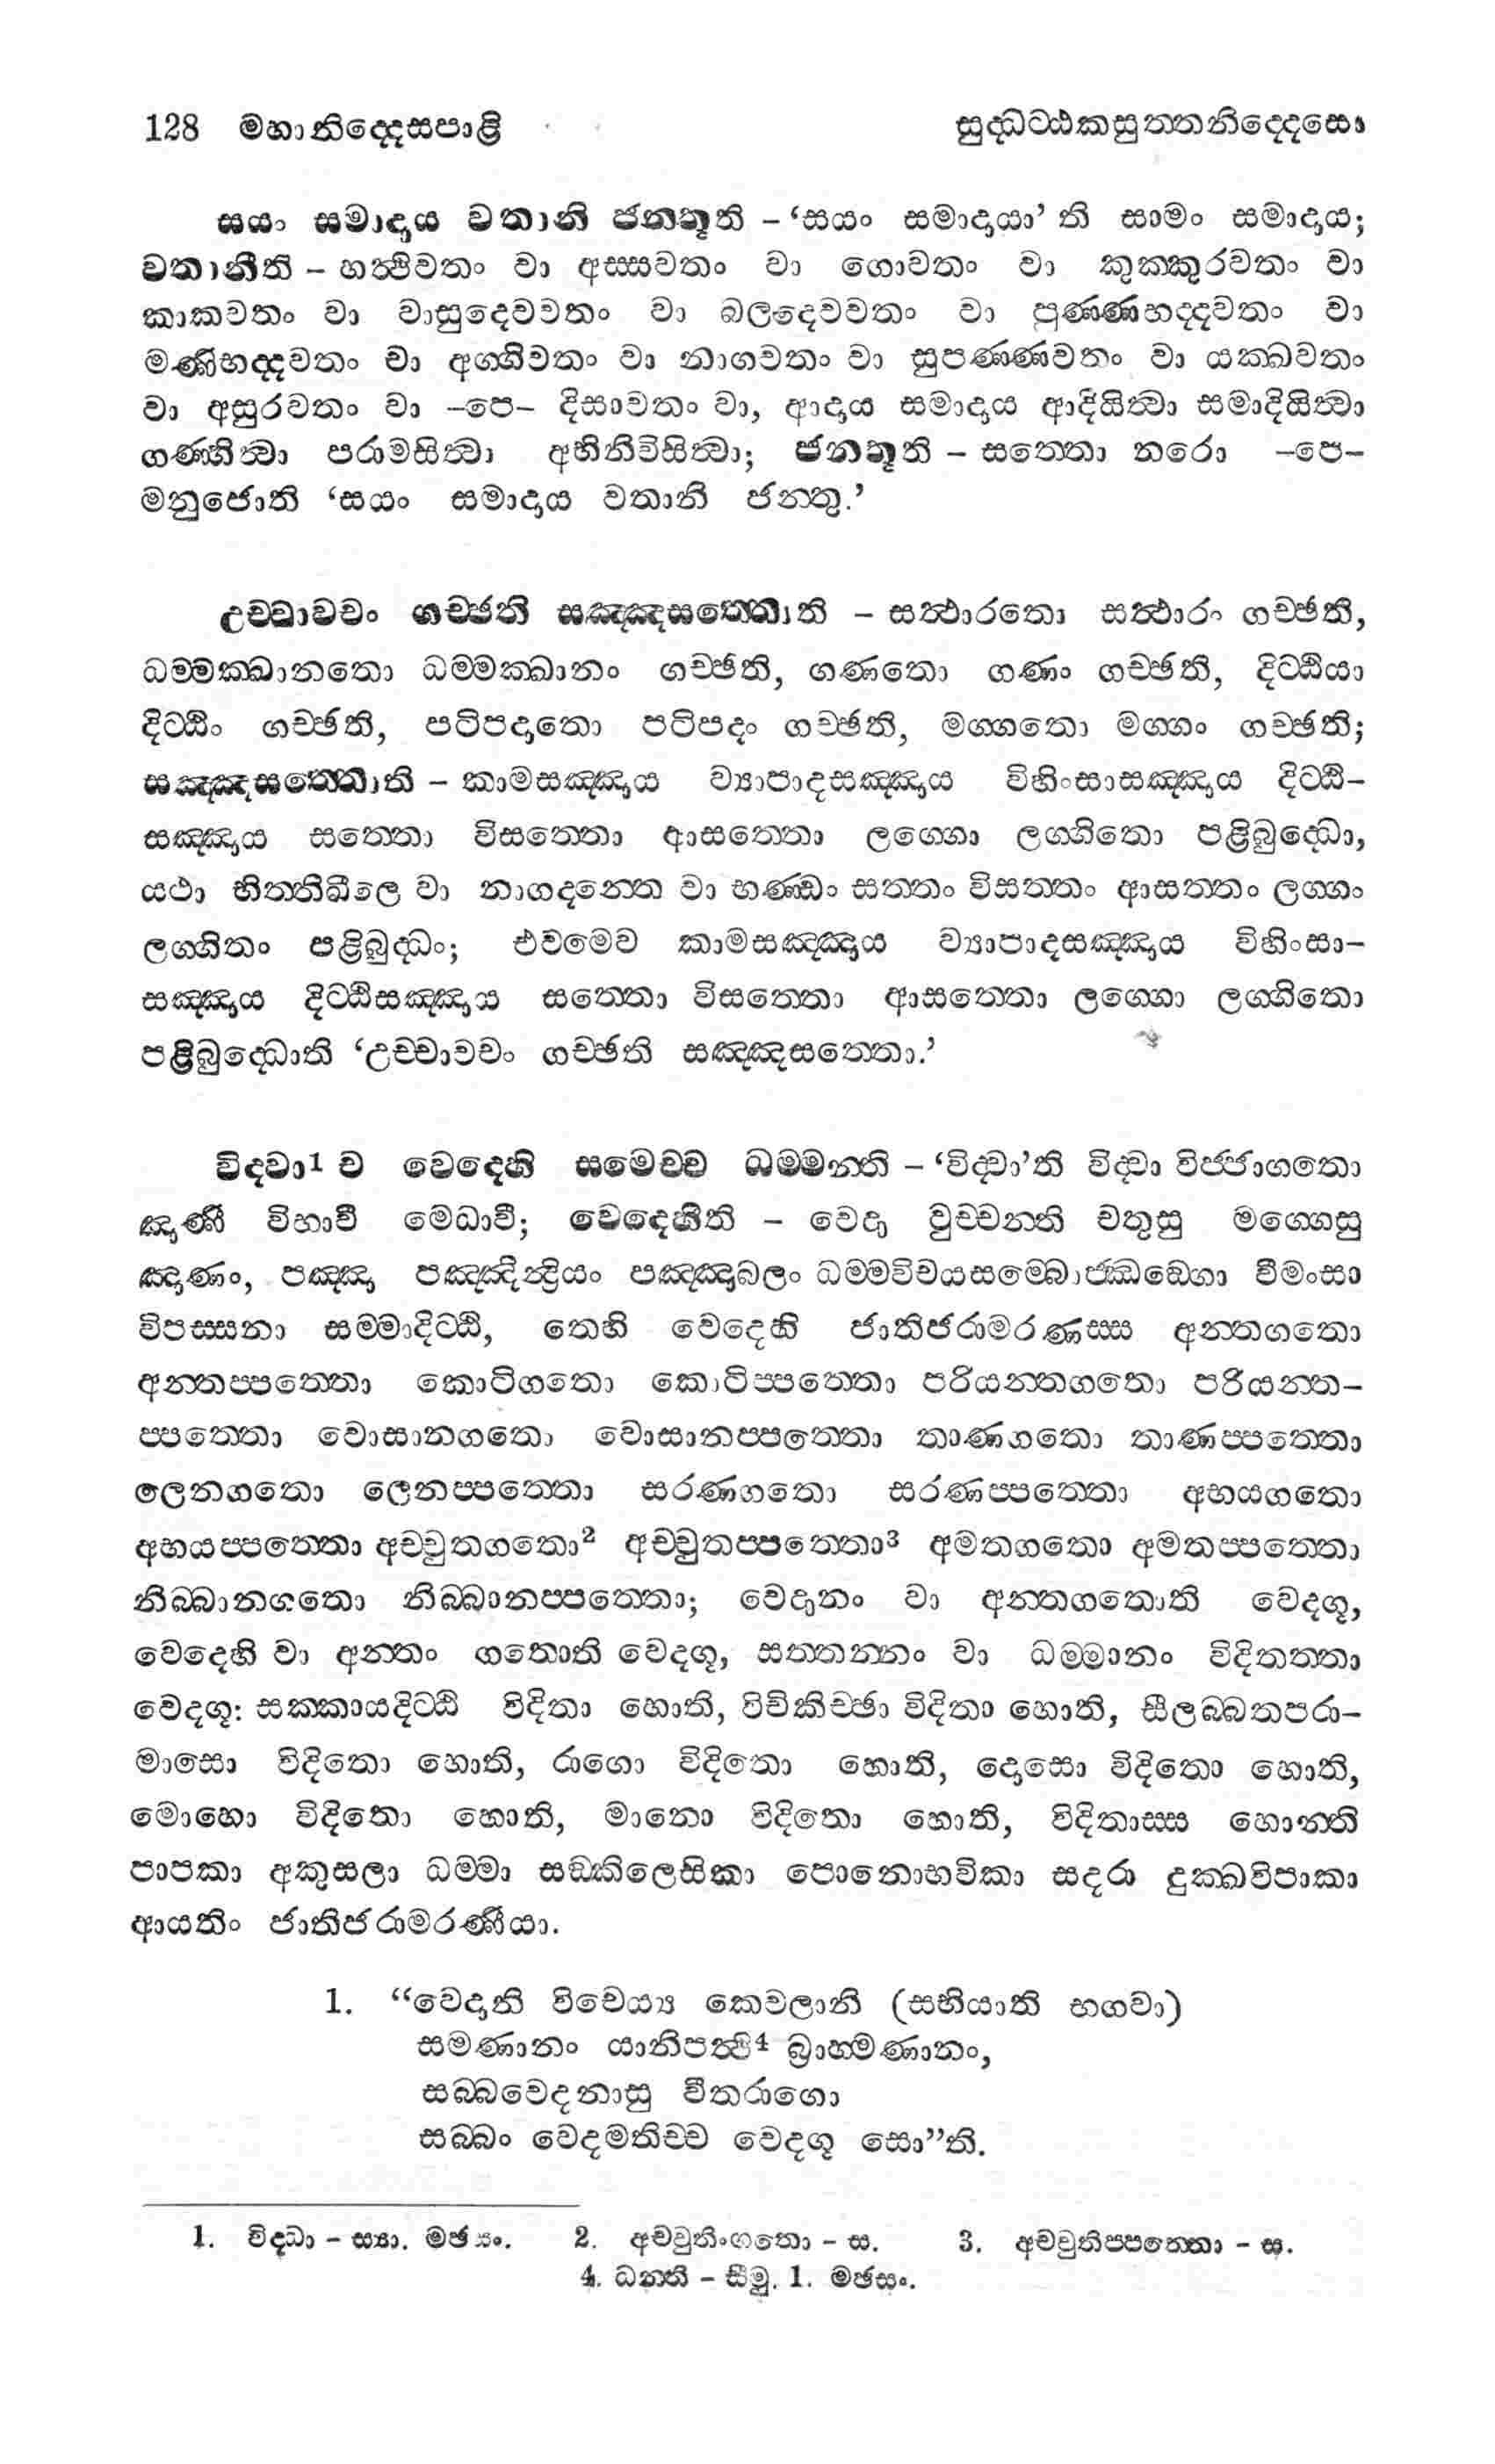 128 මහානිද්දෙසපාළි සුද්ධට්ඨකසුත්තනිද්දෙසො
සයං සමාදාය වතානි ජන්තූති – ‘සයං සමාදායා’ ති සාමං සමාදාය;
වතානීති – හත්ථිවතං වා අස්සවතං වා ගොවතං වා කුක්කුරවතං වා
කාකවතං වා වාසුදෙවවතං වා බලදෙවවතං වා පුණ්ණභද්දවතං වා
මණිභද්දවතං වා අග්ගිවතං වා නාගවතං වා සුපණ්ණවතං වා යක්ඛවතං
වා අසුරවතං වා –පෙ– දිසාවතං වා, ආදාය සමාදාය ආදියිත්වා සමාදියිත්වා
ගණ්හිත්වා පරාමසිත්වා අභිනිවිසිත්වා; ජන්තූති – සත්තො නරො –පෙ–
මනුජොති ‘සයං සමාදාය වතානි ජන්තු.’
උච්චාවචං ගච්ඡති සඤ්ඤසත්තොති – සත්ථාරතො සත්ථාරං ගච්ඡති,
ධම්මක්ඛානතො ධම්මක්ඛානං ගච්ඡති, ගණතො ගණං ගච්ඡති, දිට්ඨියා
දිට්ඨිං ගච්ඡති, පටිපදාතො පටිපදං ගච්ඡති, මග්ගතො මග්ගං ගච්ඡති;
සඤ්ඤසත්තොති – කාමසඤ්ඤාය ව්‍යාපාදසඤ්ඤාය විහිංසාසඤ්ඤාය දිට්ඨි–
සඤ්ඤාය සත්තො විසත්තො ආසත්තො ලග්ගො ලග්ගිතො පළිබුද්ධො,
යථා භිත්තිඛීලෙ වා නාගදන්තෙ වා භණ්ඩං සත්තං විසත්තං ආසත්තං ලග්ගං
ලග්ගිතං පළිබුද්ධං; එවමෙව කාමසඤ්ඤාය ව්‍යාපාදසඤ්ඤාය විහිංසා–
සඤ්ඤාය දිට්ඨිසඤ්ඤාය සත්තො විසත්තො ආසත්තො ලග්ගො ලග්ගිතො
පළිබුද්ධොති ‘උච්චාවචං ගච්ඡති සඤ්ඤසත්තො.’
විද්වා1 ච වෙදෙහි සමෙච්ච ධම්මන්ති – ‘විද්වා’ති විද්වා විජ්ජාගතො
ඤාණී විභාවී මෙධාවී; වෙදෙහීති – වෙදා වුච්චන්ති චතුසු මග්ගෙසු
ඤාණං, පඤ්ඤා පඤ්ඤින්ද්‍රියං පඤ්ඤාබලං ධම්මවිචයසම්බොජ්ඣඞ්ගො වීමංසා
විපස්සනා සම්මාදිට්ඨි, තෙහි වෙදෙහි ජාතිජරාමරණස්ස අන්තගතො
අන්තප්පත්තො කොටිගතො කොටිප්පත්තො පරියන්තගතො පරියන්ත–
ප්පත්තො වොසානගතො වොසානප්පත්තො තාණගතො තාණප්පත්තො
ලෙනගතො ලෙනප්පත්තො සරණගතො සරණප්පත්තො අභයගතො
අභයප්පත්තො අච්චුතගතො2 අච්චුතප්පත්තො3 අමතගතො අමතප්පත්තො
නිබ්බානගතො නිබ්බානප්පත්තො; වෙදානං වා අන්තගතොති වෙදගූ,
වෙදෙහි වා අන්තං ගතොති වෙදගූ, සත්තන්නං වා ධම්මානං විදිතත්තා
වෙදගූ: සක්කායදිට්ඨි විදිතා හොති, විචිකිච්ඡා විදිතා හොති, සීලබ්බතපරා–
මාසො විදිතො හොති, රාගො විදිතො හොති, දොසො විදිතො හොති,
මොහො විදිතො හොති, මානො විදිතො හොති, විදිතාස්ස හොන්ති
පාපකා අකුසලා ධම්මා සඞ්කිලෙසිකා පොනොභවිකා සදරා දුක්ඛවිපාකා
ආයතිං ජාතිජරාමරණීයා.
1. “වෙදානි විචෙය්‍ය කෙවලානි (සභියාති භගවා)
සමණානං යානිපත්ථි4 බ්‍රාහ්මණානං,
සබ්බවෙදනාසු වීතරාගො
සබ්බං වෙදමතිච්ච වෙදගූ සො”ති.
1. විද්ධා – ස්‍යා. මඡසං. 2. අච්චුතිංගතො – ස. 3. අච්චුතිප්පත්තො – ස.
4. ධන්ති – සීමු. 1. මඡසං.